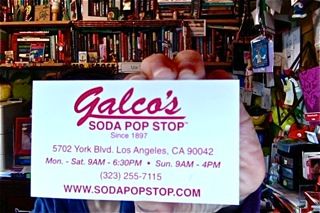 Galco's
SODA POP STOP™
Since 1897
5702 York Blvd. Los Angeles, CA 90042
Mon. - Sat. 9AM - 6:30PM • Sun. 9AM - 4PM
(323) 255-7115
WWW.SODAPOPSTOP.COM